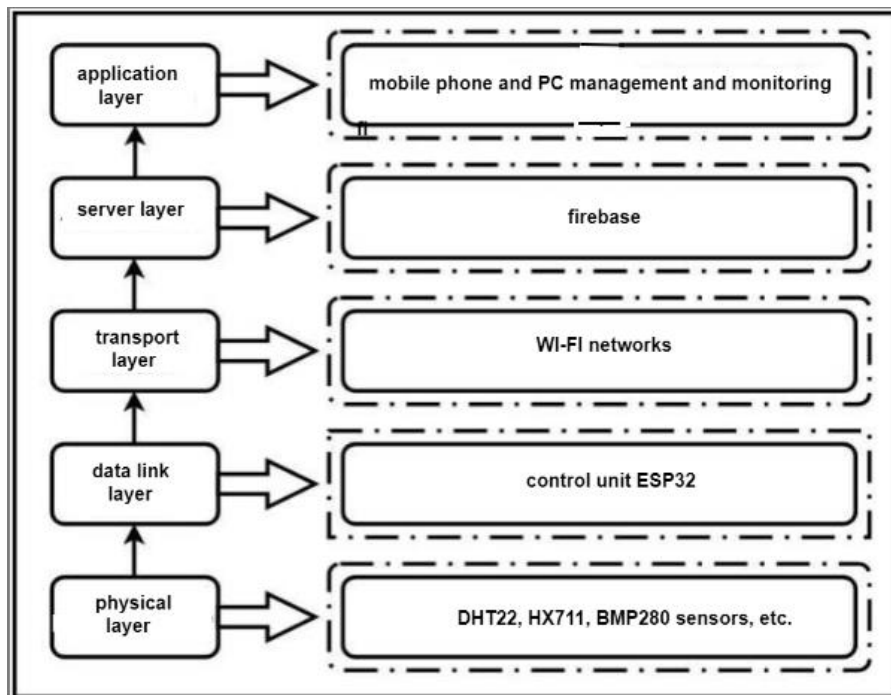 application
layer
mobile phone and PC management and monitoring
server layer
firebase
transport
layer
WI-FI networks
data link
layer
control unit ESP32
physical
layer
DHT22, HX711, BMP280 sensors, etc.